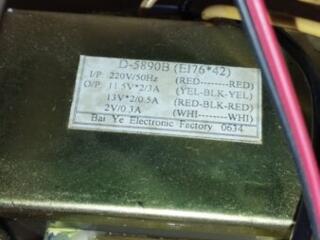 D-5890B (EI76*42)
I/P 220V/50Hz (RED--------RED)
O/P: 11.5V*2/3A (YEL-BLK-YEL)
13V*2/0.5A (RED-BLK-RED)
2V/0.3A (WHI------WHI)
Bai Ye Electronic Factory 0634